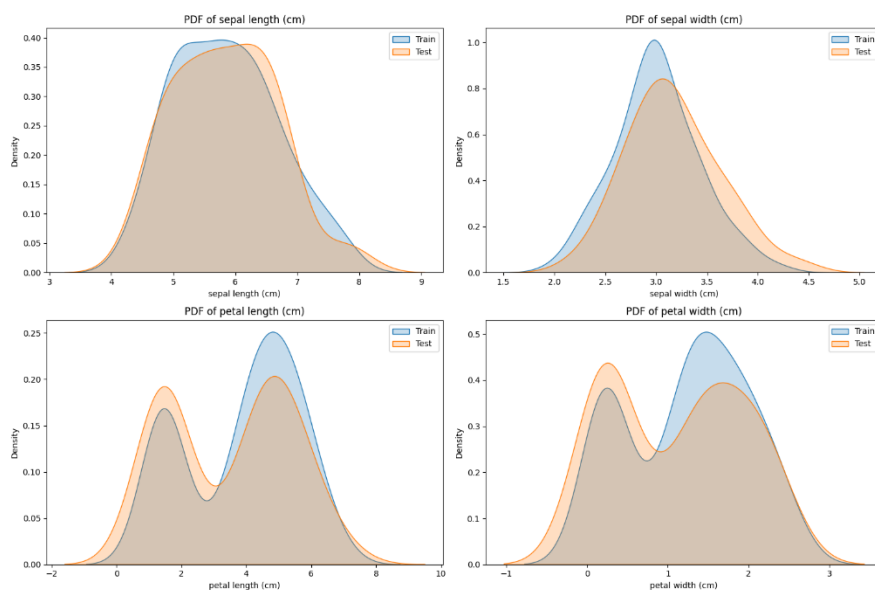 PDF of sepal length (cm)
0.40
0.35
0.30
0.25
0.20
0.15
0.10
0.05
0.00
Density
3 4 5 6 7 8 9
sepal length (cm)
Train
Test
PDF of sepal width (cm)
1.0
0.8
0.6
0.4
0.2
0.0
Density
1.5 2.0 2.5 3.0 3.5 4.0 4.5 5.0
sepal width (cm)
Train
Test
PDF of petal length (cm)
0.25
0.20
0.15
0.10
0.05
0.00
Density
−2 0 2 4 6 8 10
petal length (cm)
Train
Test
PDF of petal width (cm)
0.5
0.4
0.3
0.2
0.1
0.0
Density
−1 0 1 2 3
petal width (cm)
Train
Test